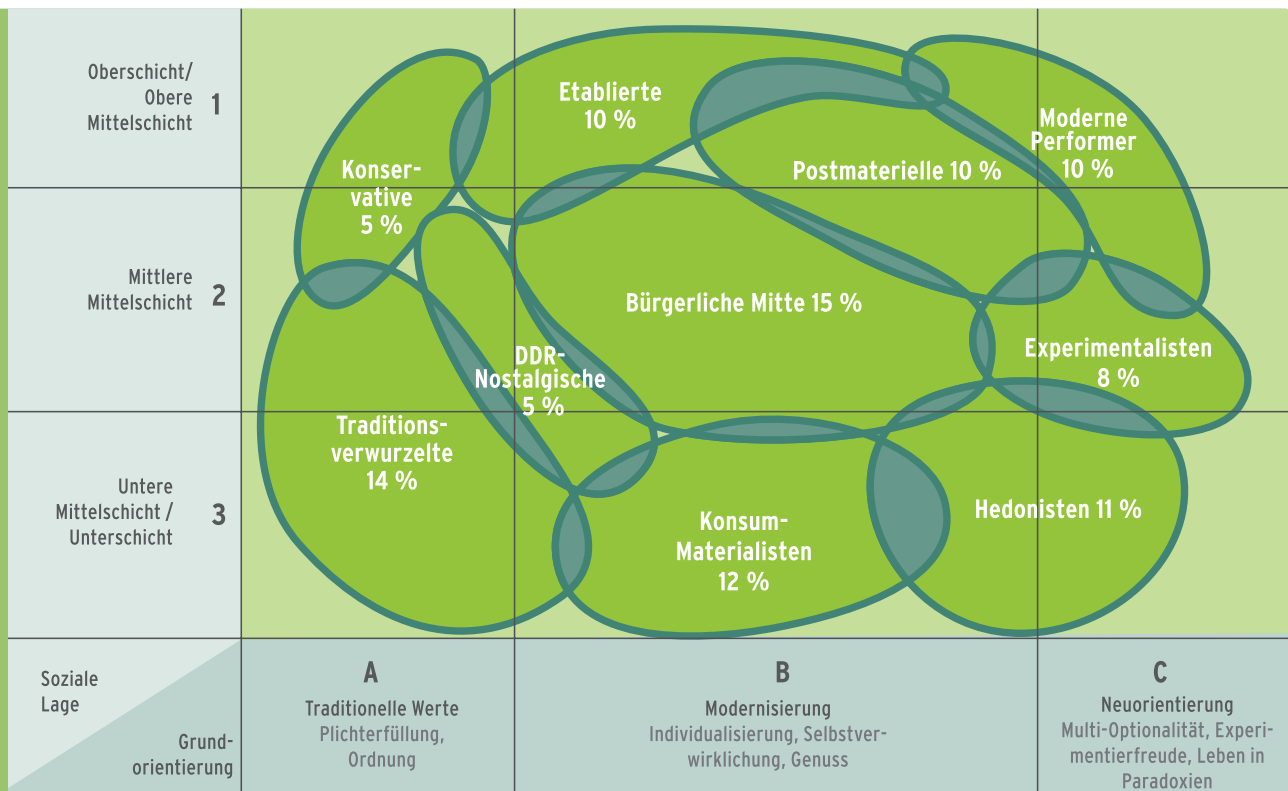 Oberschicht/
Obere
Mittelschicht
1
Mittlere
Mittelschicht
2
Untere
Mittelschicht /
Unterschicht
3
Konser-
vative
5 %
Etablierte
10 %
Postmaterielle 10 %
Moderne
Performer
10 %
Bürgerliche Mitte 15 %
DDR-
Nostalgische
5 %
Experimentalisten
8 %
Traditions-
verwurzelte
14 %
Konsum-
Materialisten
12 %
Hedonisten 11 %
Soziale
Lage
Grund-
orientierung
A
Traditionelle Werte
Plichterfüllung,
Ordnung
B
Modernisierung
Individualisierung, Selbstver-
wirklichung, Genuss
C
Neuorientierung
Multi-Optionalität, Experi-
mentierfreude, Leben in
Paradoxien